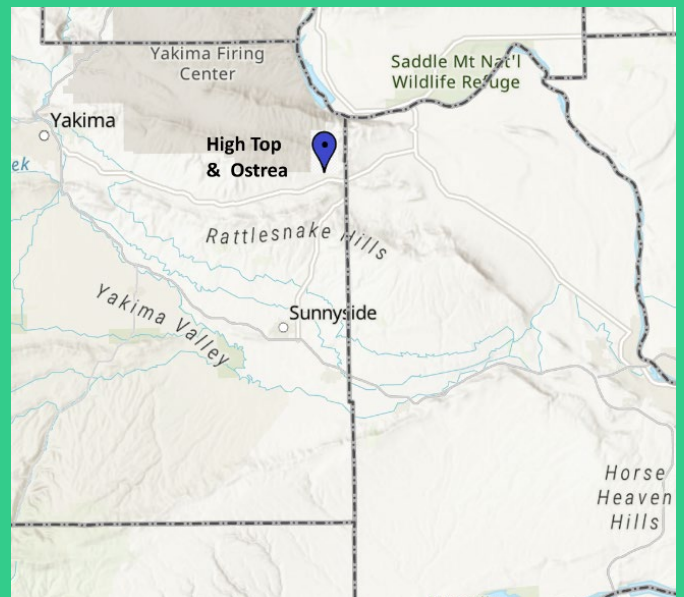 Yakima Firing
Center
Saddle Mt Nat'l
Wildlife Refuge
Yakima
High Top
& Ostrea
ek
Rattlesnake Hills
Yakima Valley
Sunnyside
Horse
Heaven
Hills